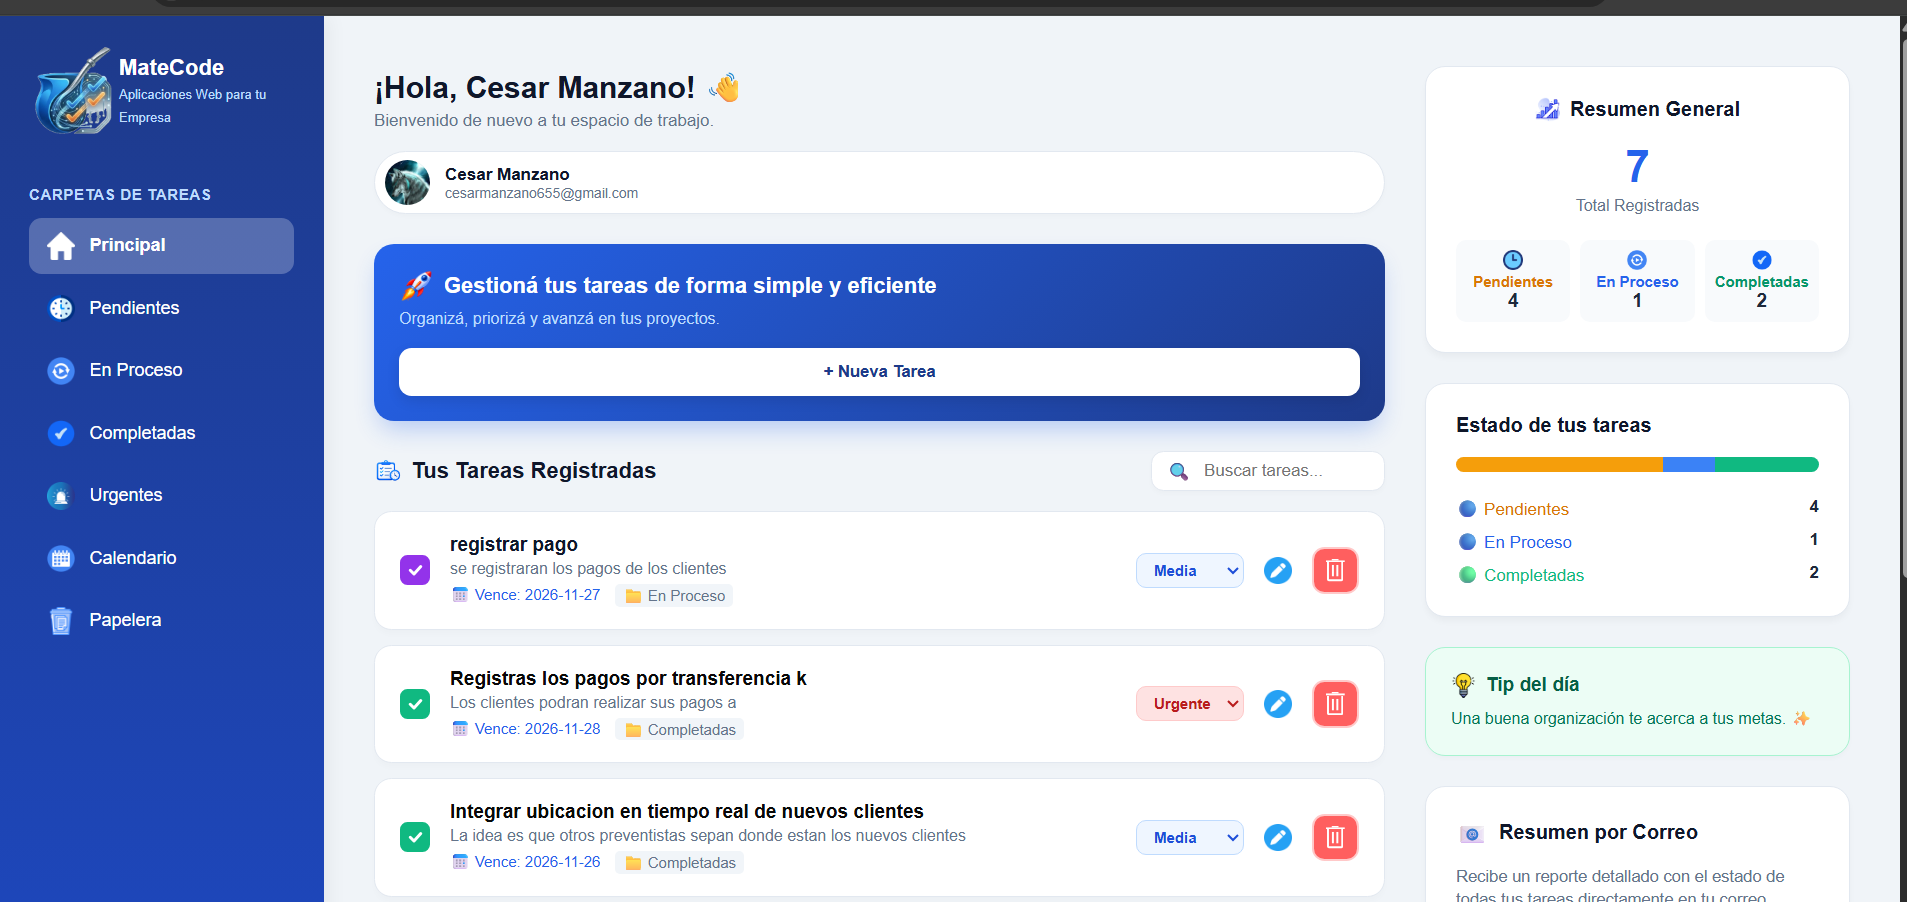 MateCode
Aplicaciones Web para tu
Empresa
CARPETAS DE TAREAS
Principal
Pendientes
En Proceso
Completadas
Urgentes
Calendario
Papelera
¡Hola, Cesar Manzano!
Bienvenido de nuevo a tu espacio de trabajo.
Cesar Manzano
cesarmanzano655@gmail.com
Gestioná tus tareas de forma simple y eficiente
Organizá, priorizá y avanzá en tus proyectos.
+ Nueva Tarea
Tus Tareas Registradas
Buscar tareas...
registrar pago
se registraran los pagos de los clientes
Vence: 2026-11-27 En Proceso
Media
Registras los pagos por transferencia k
Los clientes podran realizar sus pagos a
Vence: 2026-11-28 Completadas
Urgente
Integrar ubicacion en tiempo real de nuevos clientes
La idea es que otros preventistas sepan donde estan los nuevos clientes
Vence: 2026-11-26 Completadas
Media
Resumen General
7
Total Registradas
Pendientes
4
En Proceso
1
Completadas
2
Estado de tus tareas
Pendientes 4
En Proceso 1
Completadas 2
Tip del día
Una buena organización te acerca a tus metas.
Resumen por Correo
Recibe un reporte detallado con el estado de
todas tus tareas directamente en tu correo